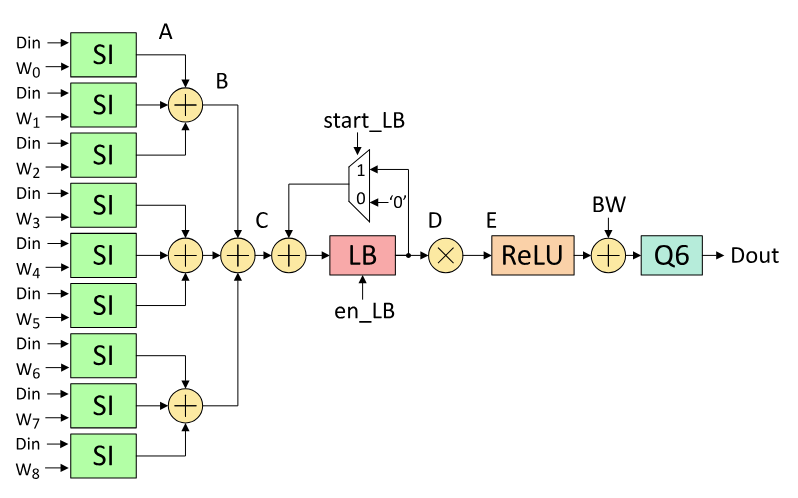 A
Din
W0
SI
B
Din
W1
SI
Din
W2
SI
start_LB
1
0
‘0’
Din
W3
SI
C
D
E
BW
Din
W4
SI
LB
ReLU
Q6
Dout
Din
W5
SI
en_LB
Din
W6
SI
Din
W7
SI
Din
W8
SI